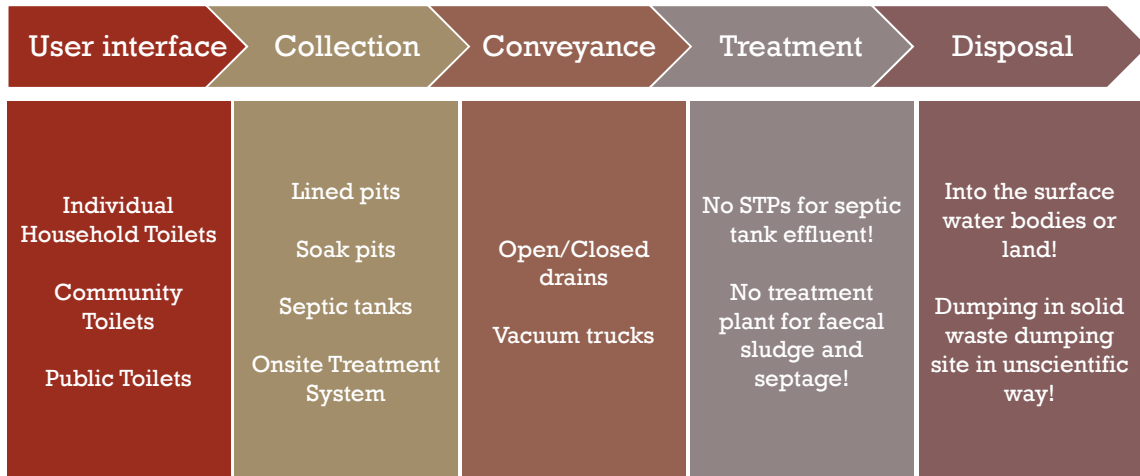 User interface
Collection
Conveyance
Treatment
Disposal
Individual
Household Toilets
Community
Toilets
Public Toilets
Lined pits
Soak pits
Septic tanks
Onsite Treatment
System
Open/Closed
drains
Vacuum trucks
No STPs for septic
tank effluent!
No treatment
plant for faecal
sludge and
septage!
Into the surface
water bodies or
land!
Dumping in solid
waste dumping
site in unscientific
way!